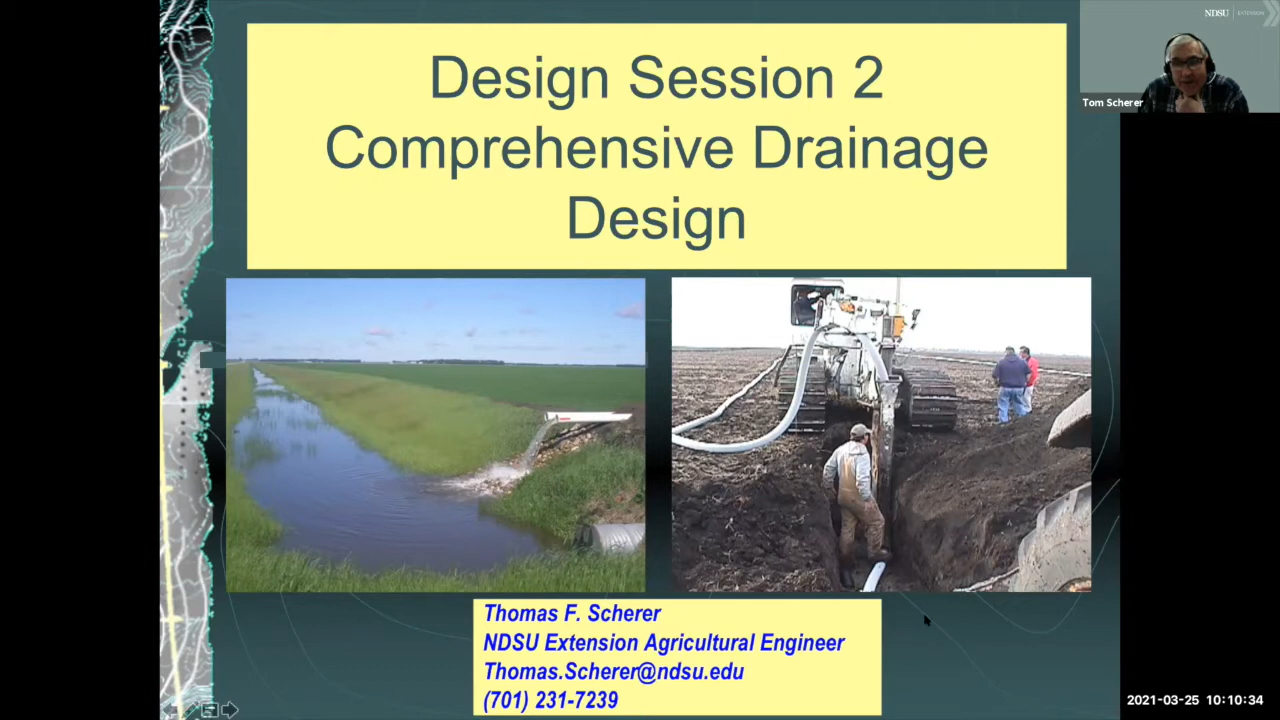 Design Session 2
Comprehensive Drainage
Design
NDSU EXTENSION
Tom Scherer
Thomas F. Scherer
NDSU Extension Agricultural Engineer
Thomas.Scherer@ndsu.edu
(701) 231-7239
2021-03-25 10:10:34